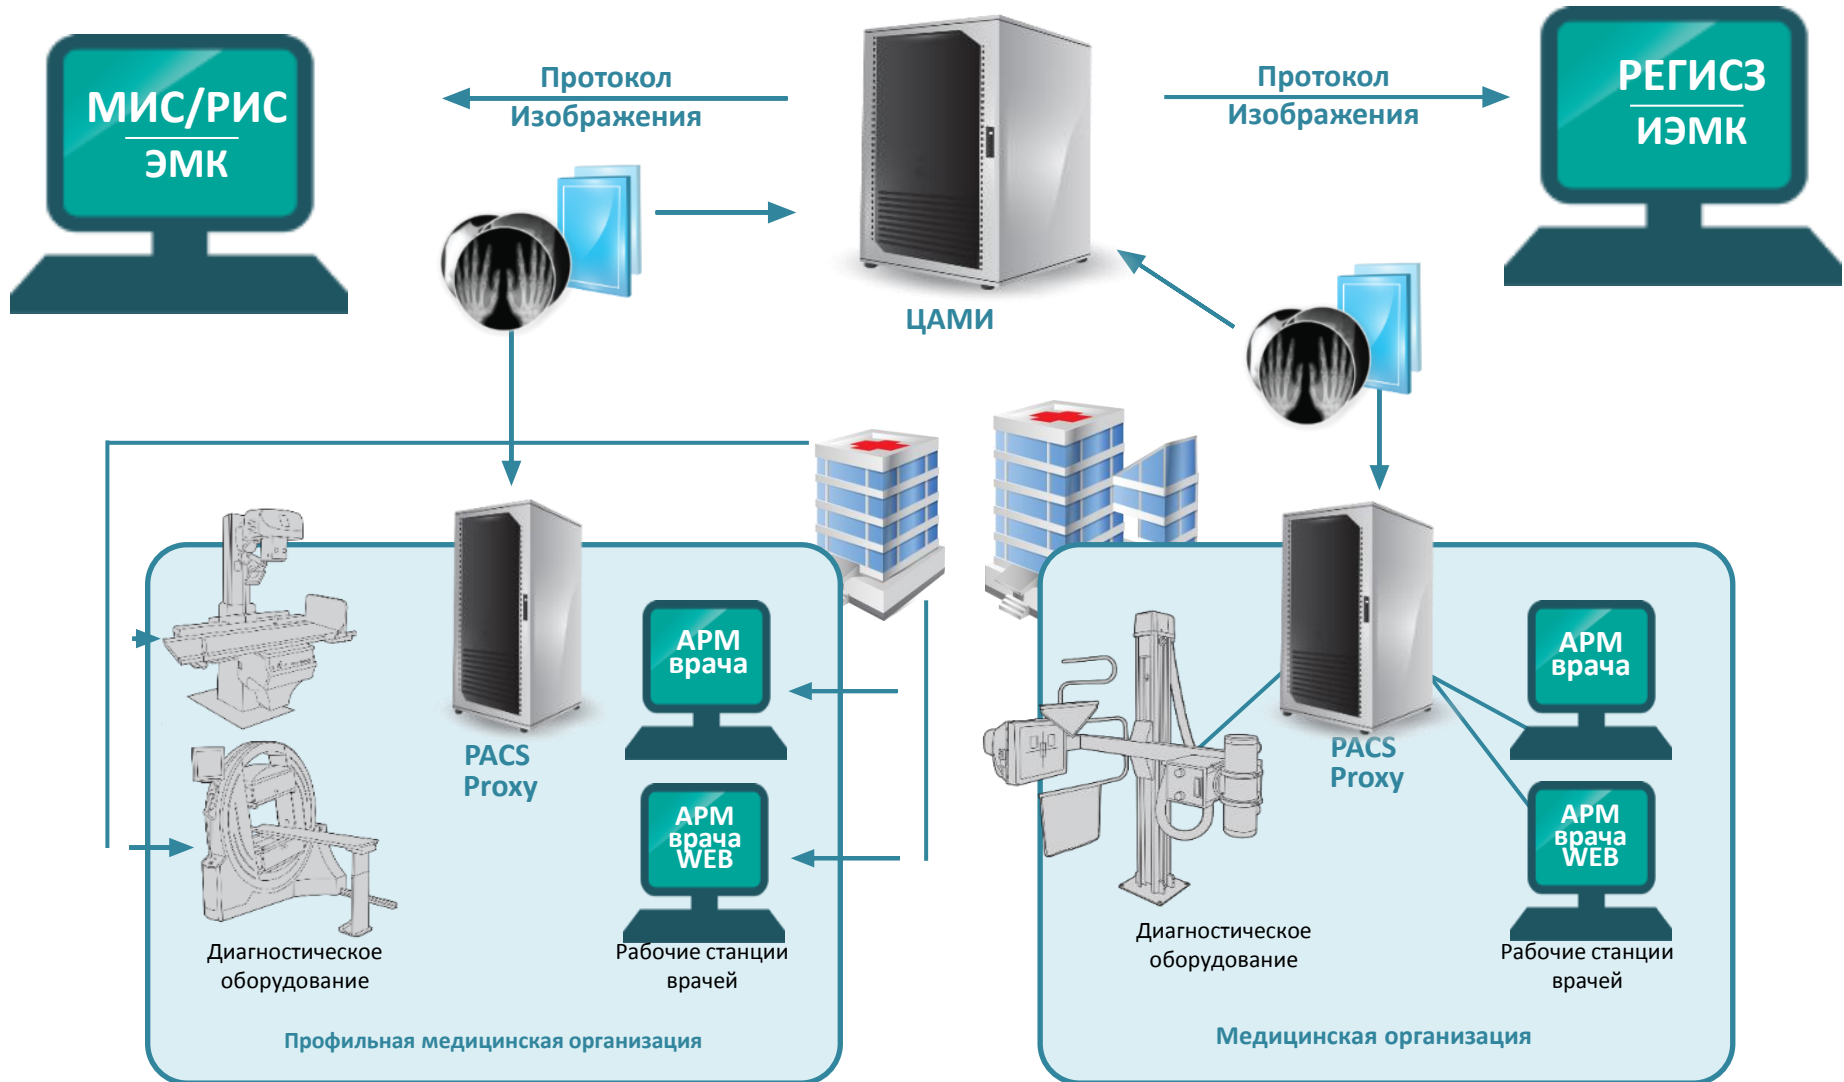 МИС/РИС
ЭМК
Протокол
Изображения
Протокол
Изображения
РЕГИСЗ
ИЭМК
ЦАМИ
PACS
Proxy
АРМ
врача
АРМ
врача
WEB
Диагностическое
оборудование
Рабочие станции
врачей
Профильная медицинская организация
PACS
Proxy
АРМ
врача
АРМ
врача
WEB
Диагностическое
оборудование
Рабочие станции
врачей
Медицинская организация